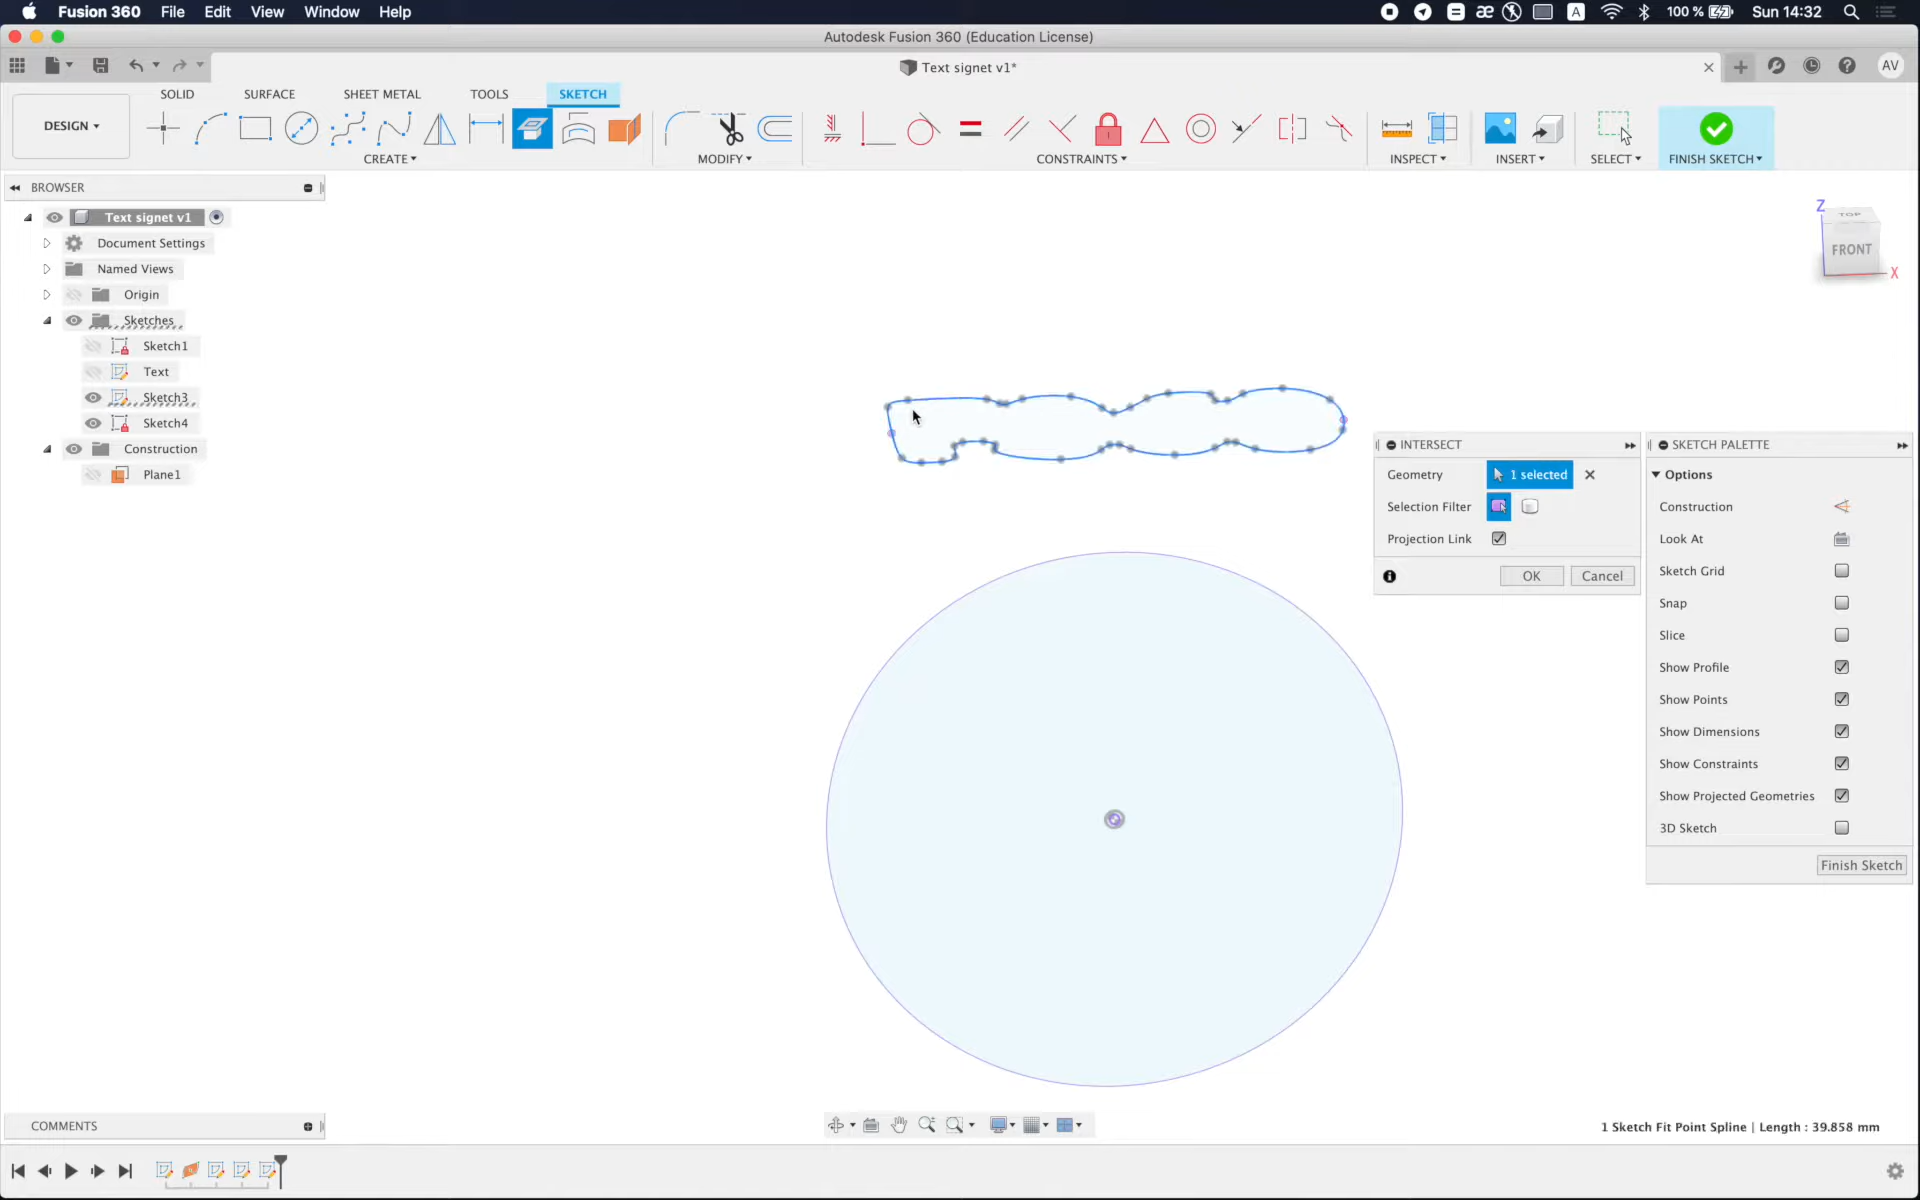 Fusion 360 File Edit View Window Help 100 % Sun 14:32
Autodesk Fusion 360 (Education License)
Text signet v1*
AV
SOLID SURFACE SHEET METAL TOOLS SKETCH
DESIGN
CREATE MODIFY CONSTRAINTS INSPECT INSERT SELECT FINISH SKETCH
BROWSER
Text signet v1
Document Settings
Named Views
Origin
Sketches
Sketch1
Text
Sketch3
Sketch4
Construction
Plane1
Z
TOP
FRONT
X
INTERSECT
Geometry 1 selected
Selection Filter
Projection Link
OK Cancel
SKETCH PALETTE
Options
Construction
Look At
Sketch Grid
Snap
Slice
Show Profile
Show Points
Show Dimensions
Show Constraints
Show Projected Geometries
3D Sketch
Finish Sketch
COMMENTS
1 Sketch Fit Point Spline | Length : 39.858 mm